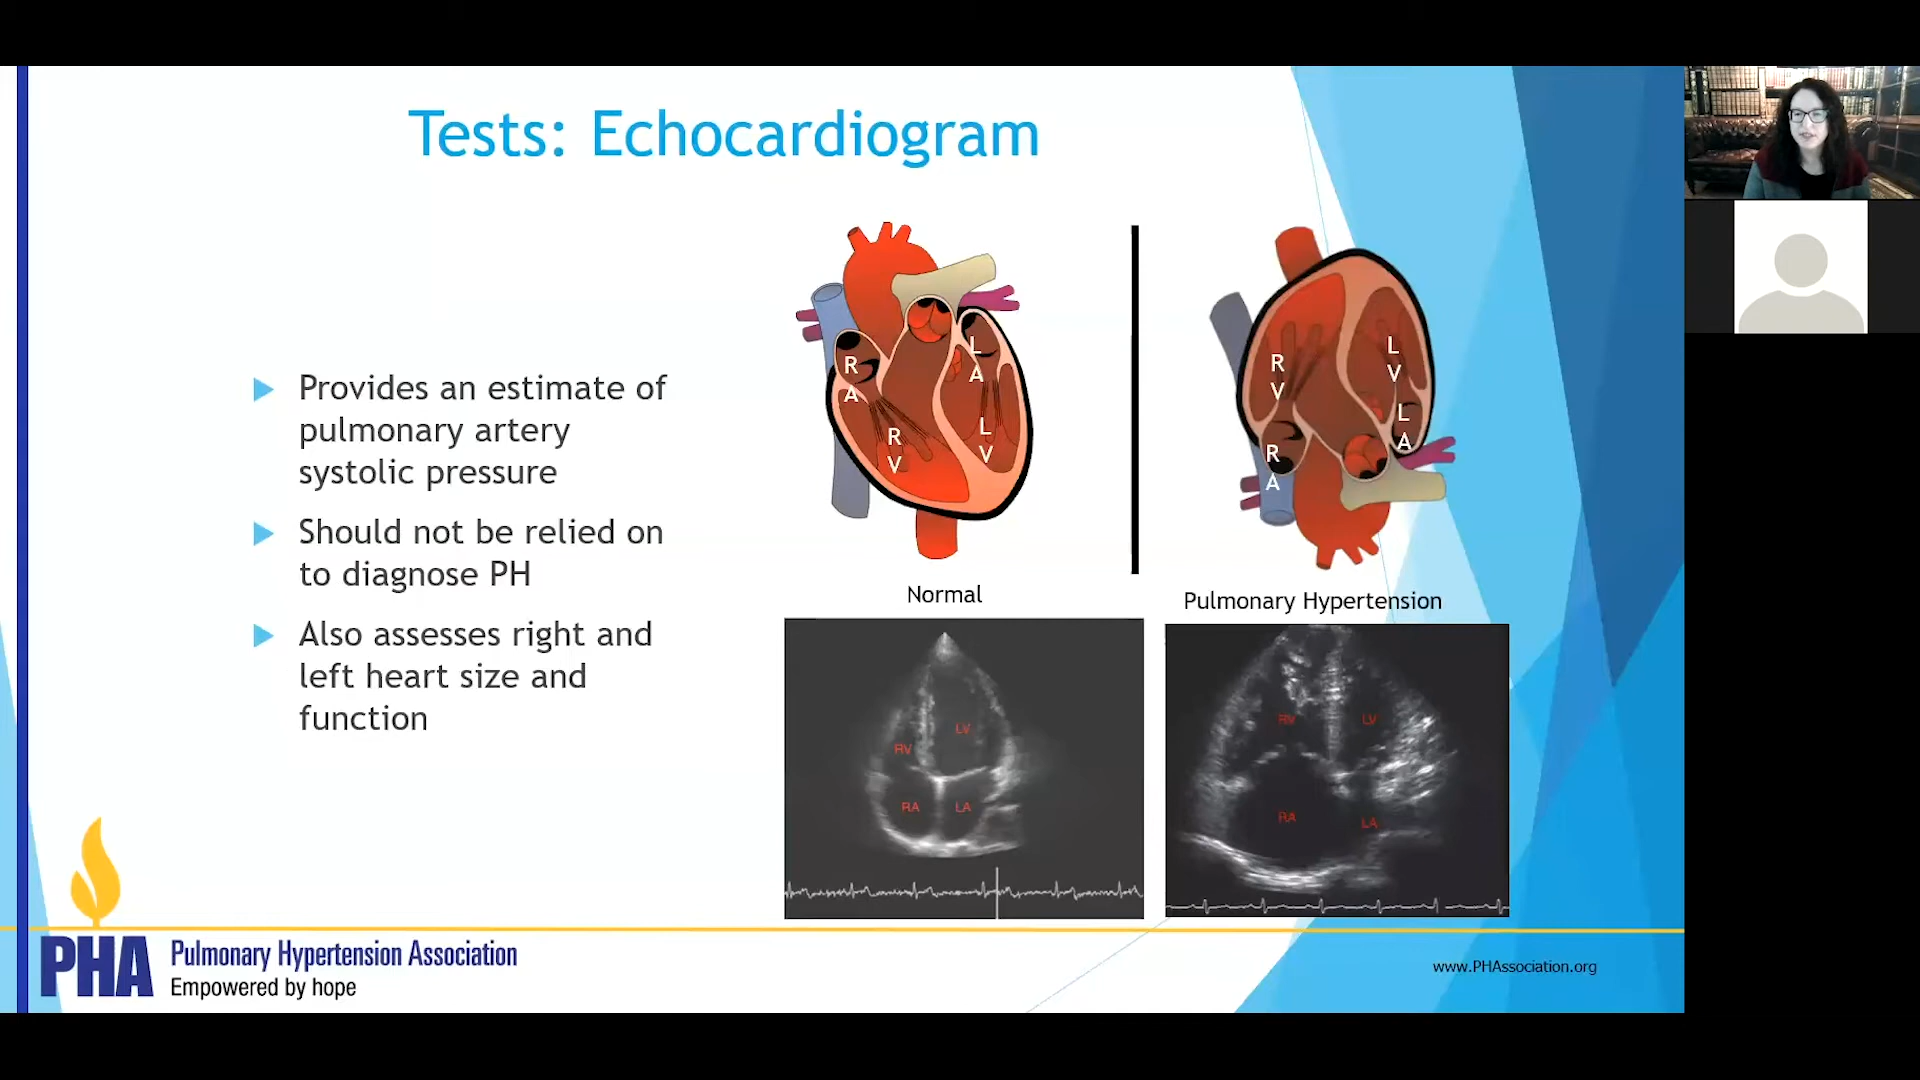 Tests: Echocardiogram
Provides an estimate of
pulmonary artery
systolic pressure
Should not be relied on
to diagnose PH
Also assesses right and
left heart size and
function
R
A
L
A
R
V
L
V
R
V
L
V
L
A
R
A
Normal
Pulmonary Hypertension
LV
RV
RA
LA
RV
LV
RA
LA
PHA
Pulmonary Hypertension Association
Empowered by hope
www.PHAssociation.org